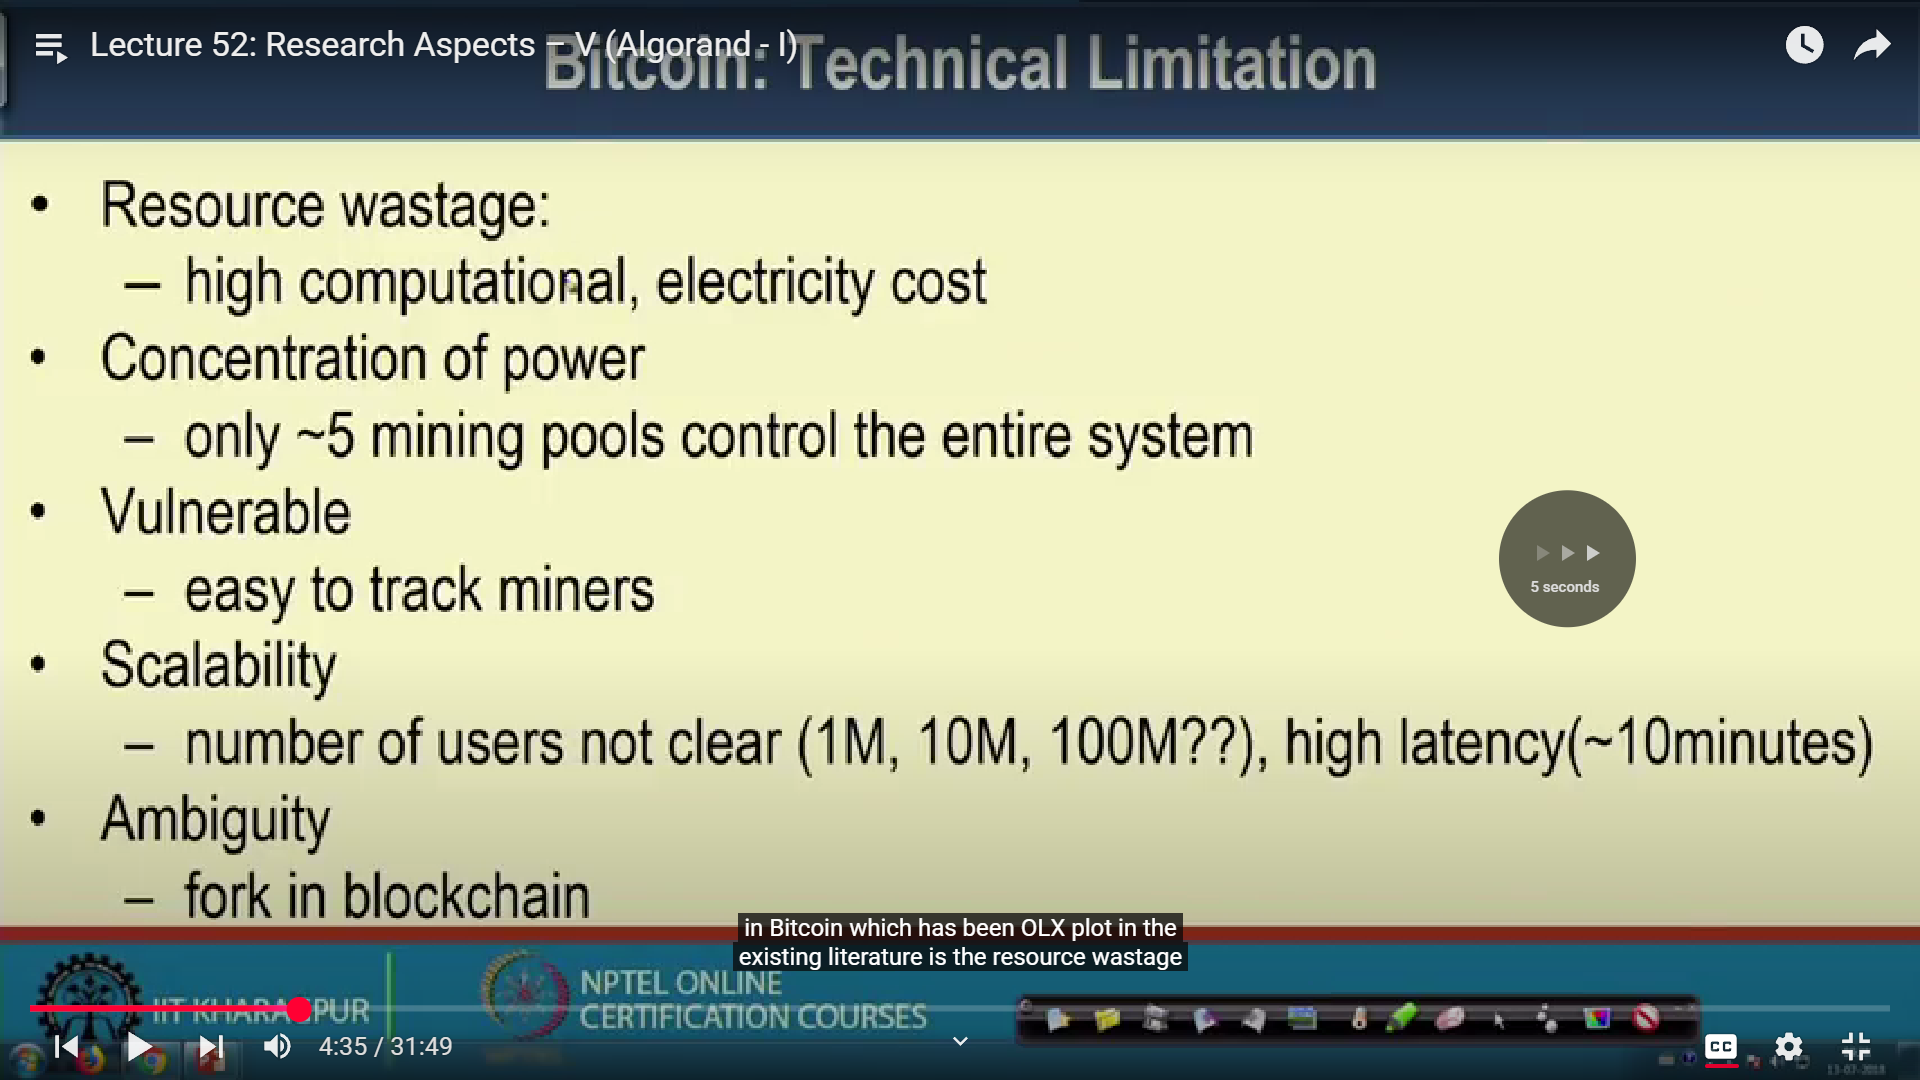 Lecture 52: Research Aspects – V (Algorand - I)
Bitcoin: Technical Limitation
• Resource wastage:
– high computational, electricity cost
• Concentration of power
– only ~5 mining pools control the entire system
• Vulnerable
– easy to track miners
5 seconds
• Scalability
– number of users not clear (1M, 10M, 100M??), high latency(~10minutes)
• Ambiguity
– fork in blockchain
in Bitcoin which has been OLX plot in the
existing literature is the resource wastage
IIT KHARAGPUR
NPTEL ONLINE
CERTIFICATION COURSES
4:35 / 31:49
CC
13-07-2018